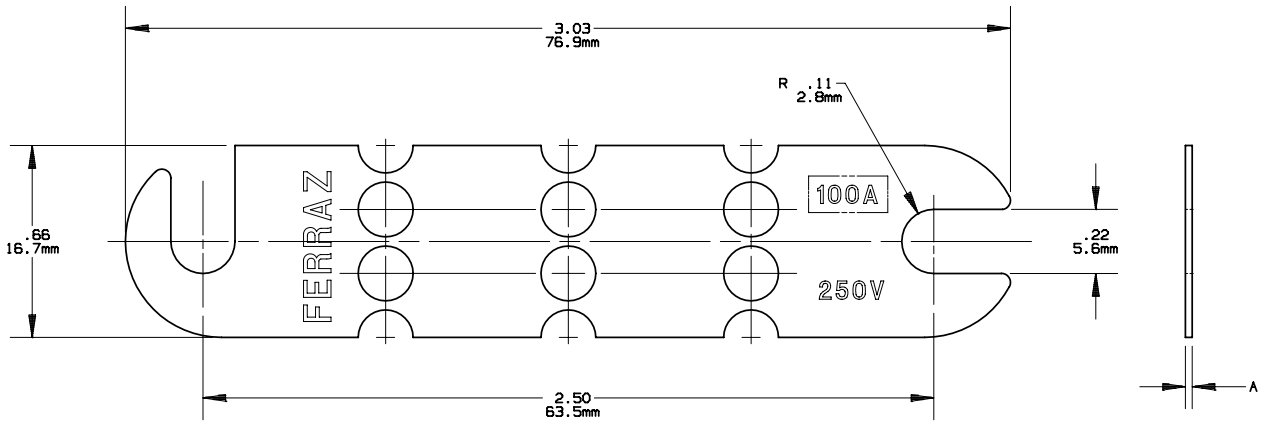 3.03
76.9mm
R .11
2.8mm
.66
16.7mm
FERRAZ
100A
250V
.22
5.6mm
2.50
63.5mm
A